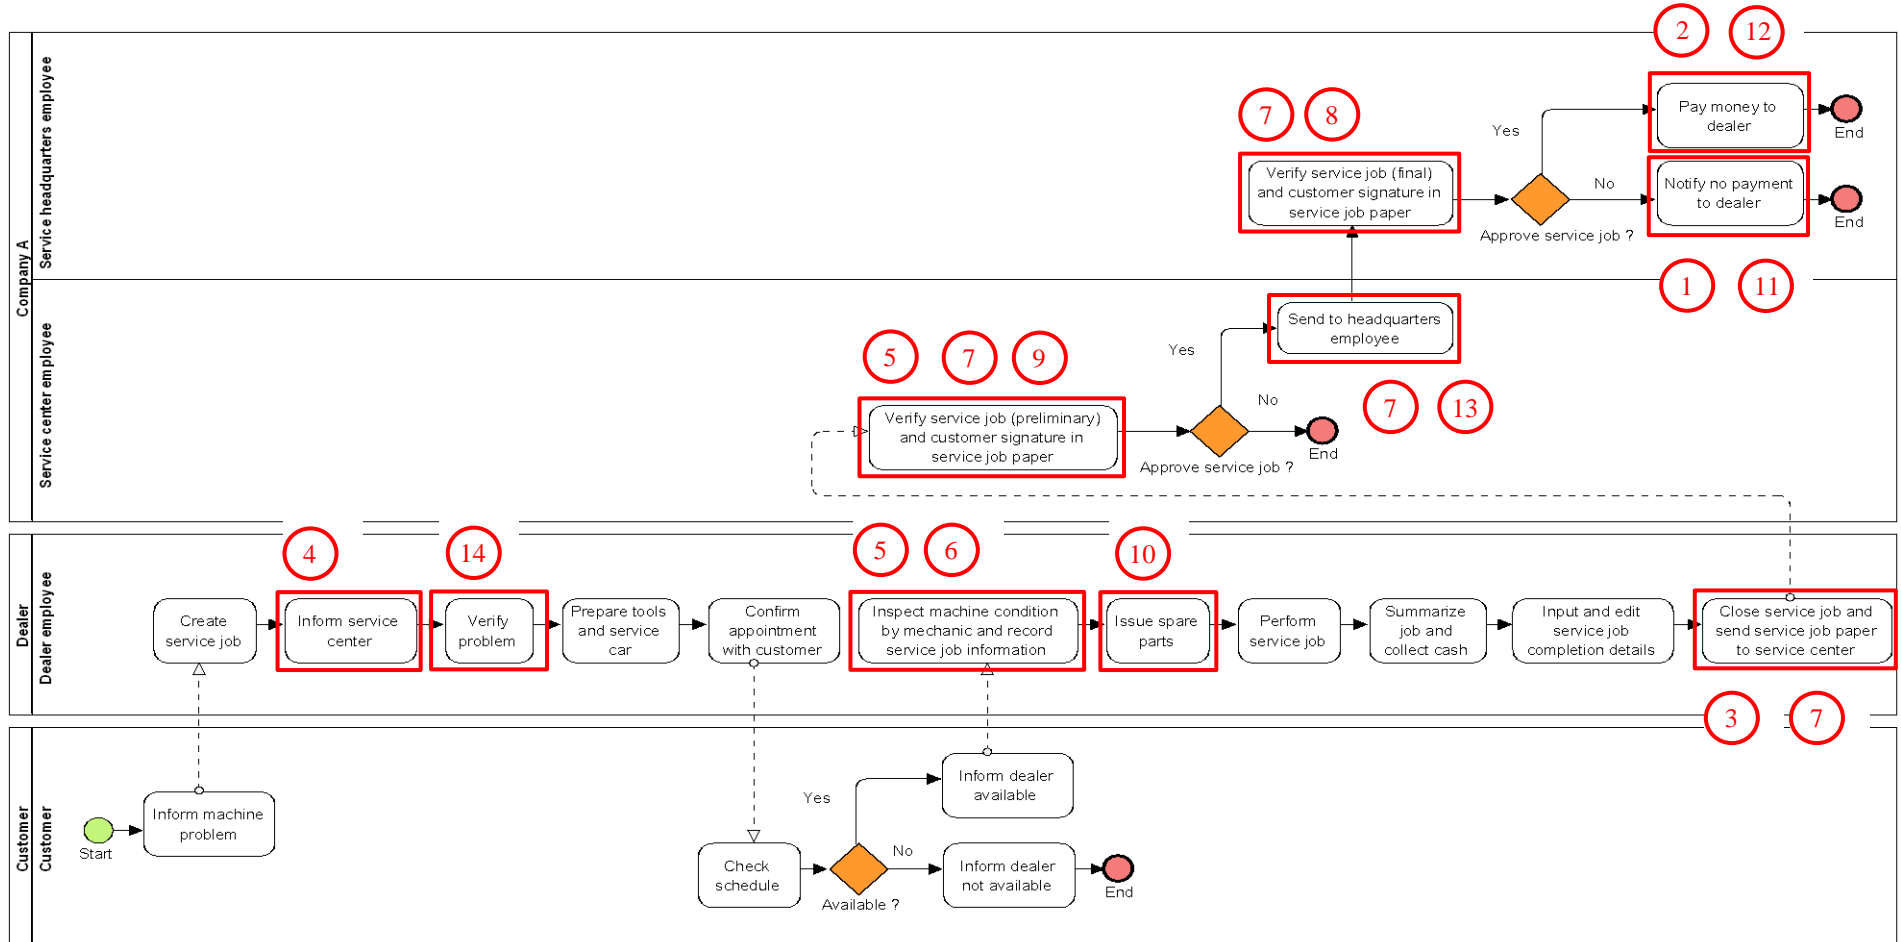 2
12
Company A
Service headquarters employee
7
8
Pay money to
dealer
End
Yes
Verify service job (final)
and customer signature in
service job paper
No
Notify no payment
to dealer
End
Approve service job ?
1
11
Service center employee
Send to headquarters
employee
5
7
9
Yes
7
13
Verify service job (preliminary)
and customer signature in
service job paper
No
End
Approve service job ?
Dealer
Dealer employee
4
14
5
6
10
Create
service job
Inform service
center
Verify
problem
Prepare tools
and service
car
Confirm
appointment
with customer
Inspect machine condition
by mechanic and record
service job information
Issue spare
parts
Perform
service job
Summarize
job and
collect cash
Input and edit
service job
completion details
Close service job and
send service job paper
to service center
3
7
Customer
Customer
Start
Inform machine
problem
Check
schedule
Yes
Inform dealer
available
No
Available ?
Inform dealer
not available
End